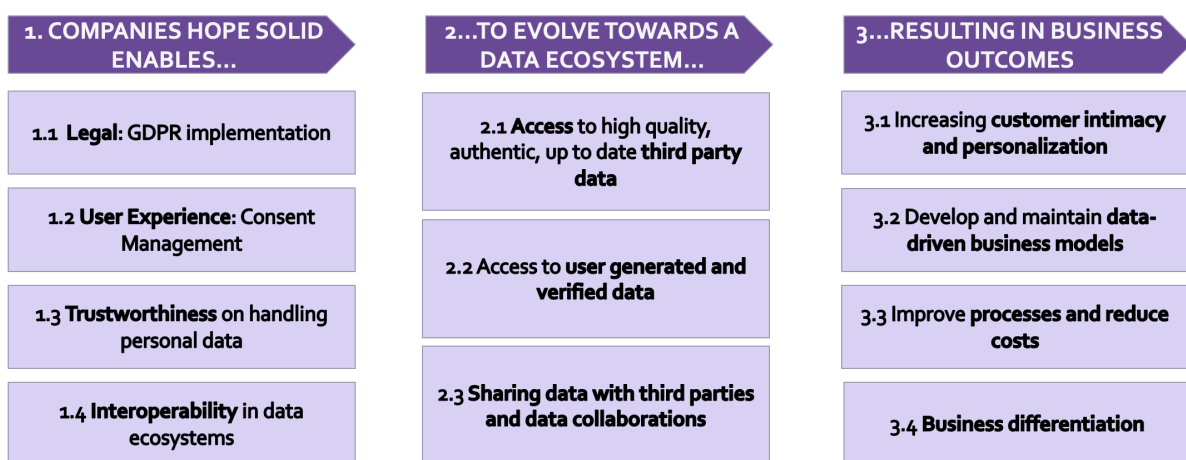 1. COMPANIES HOPE SOLID
ENABLES...
1.1 Legal: GDPR implementation
1.2 User Experience: Consent
Management
1.3 Trustworthiness on handling
personal data
1.4 Interoperability in data
ecosystems
2...TO EVOLVE TOWARDS A
DATA ECOSYSTEM...
2.1 Access to high quality,
authentic, up to date third party
data
2.2 Access to user generated and
verified data
2.3 Sharing data with third parties
and data collaborations
3...RESULTING IN BUSINESS
OUTCOMES
3.1 Increasing customer intimacy
and personalization
3.2 Develop and maintain data-
driven business models
3.3 Improve processes and reduce
costs
3.4 Business differentiation